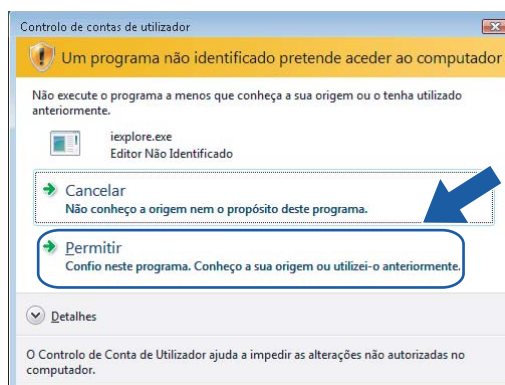 Controlo de contas de utilizador
Um programa não identificado pretende aceder ao computador
Não execute o programa a menos que conheça a sua origem ou o tenha utilizado
anteriormente.
iexplore.exe
Editor Não Identificado
Cancelar
Não conheço a origem nem o propósito deste programa.
Permitir
Confio neste programa. Conheço a sua origem ou utilizei-o anteriormente.
Detalhes
O Controlo de Conta de Utilizador ajuda a impedir as alterações não autorizadas no
computador.